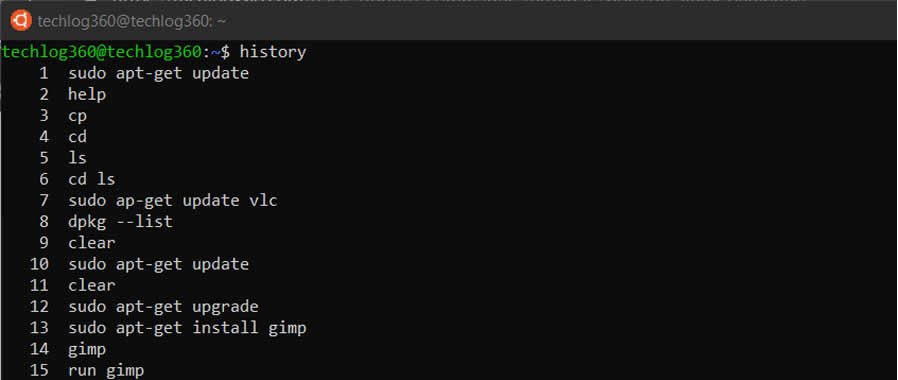 techlog360@techlog360: ~
techlog360@techlog360:~$ history
1 sudo apt-get update
2 help
3 cp
4 cd
5 ls
6 cd ls
7 sudo ap-get update vlc
8 dpkg --list
9 clear
10 sudo apt-get update
11 clear
12 sudo apt-get upgrade
13 sudo apt-get install gimp
14 gimp
15 run gimp